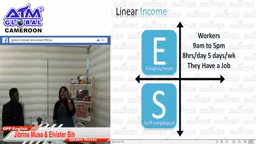 ATM
GLOBAL
CAMEROON
Linear Income
E
Employment
Workers
9am to 5pm
8hrs/day 5 days/wk
They Have a Job
S
Self-employed
OPP English
Jibrine Musa & Elvister Bih